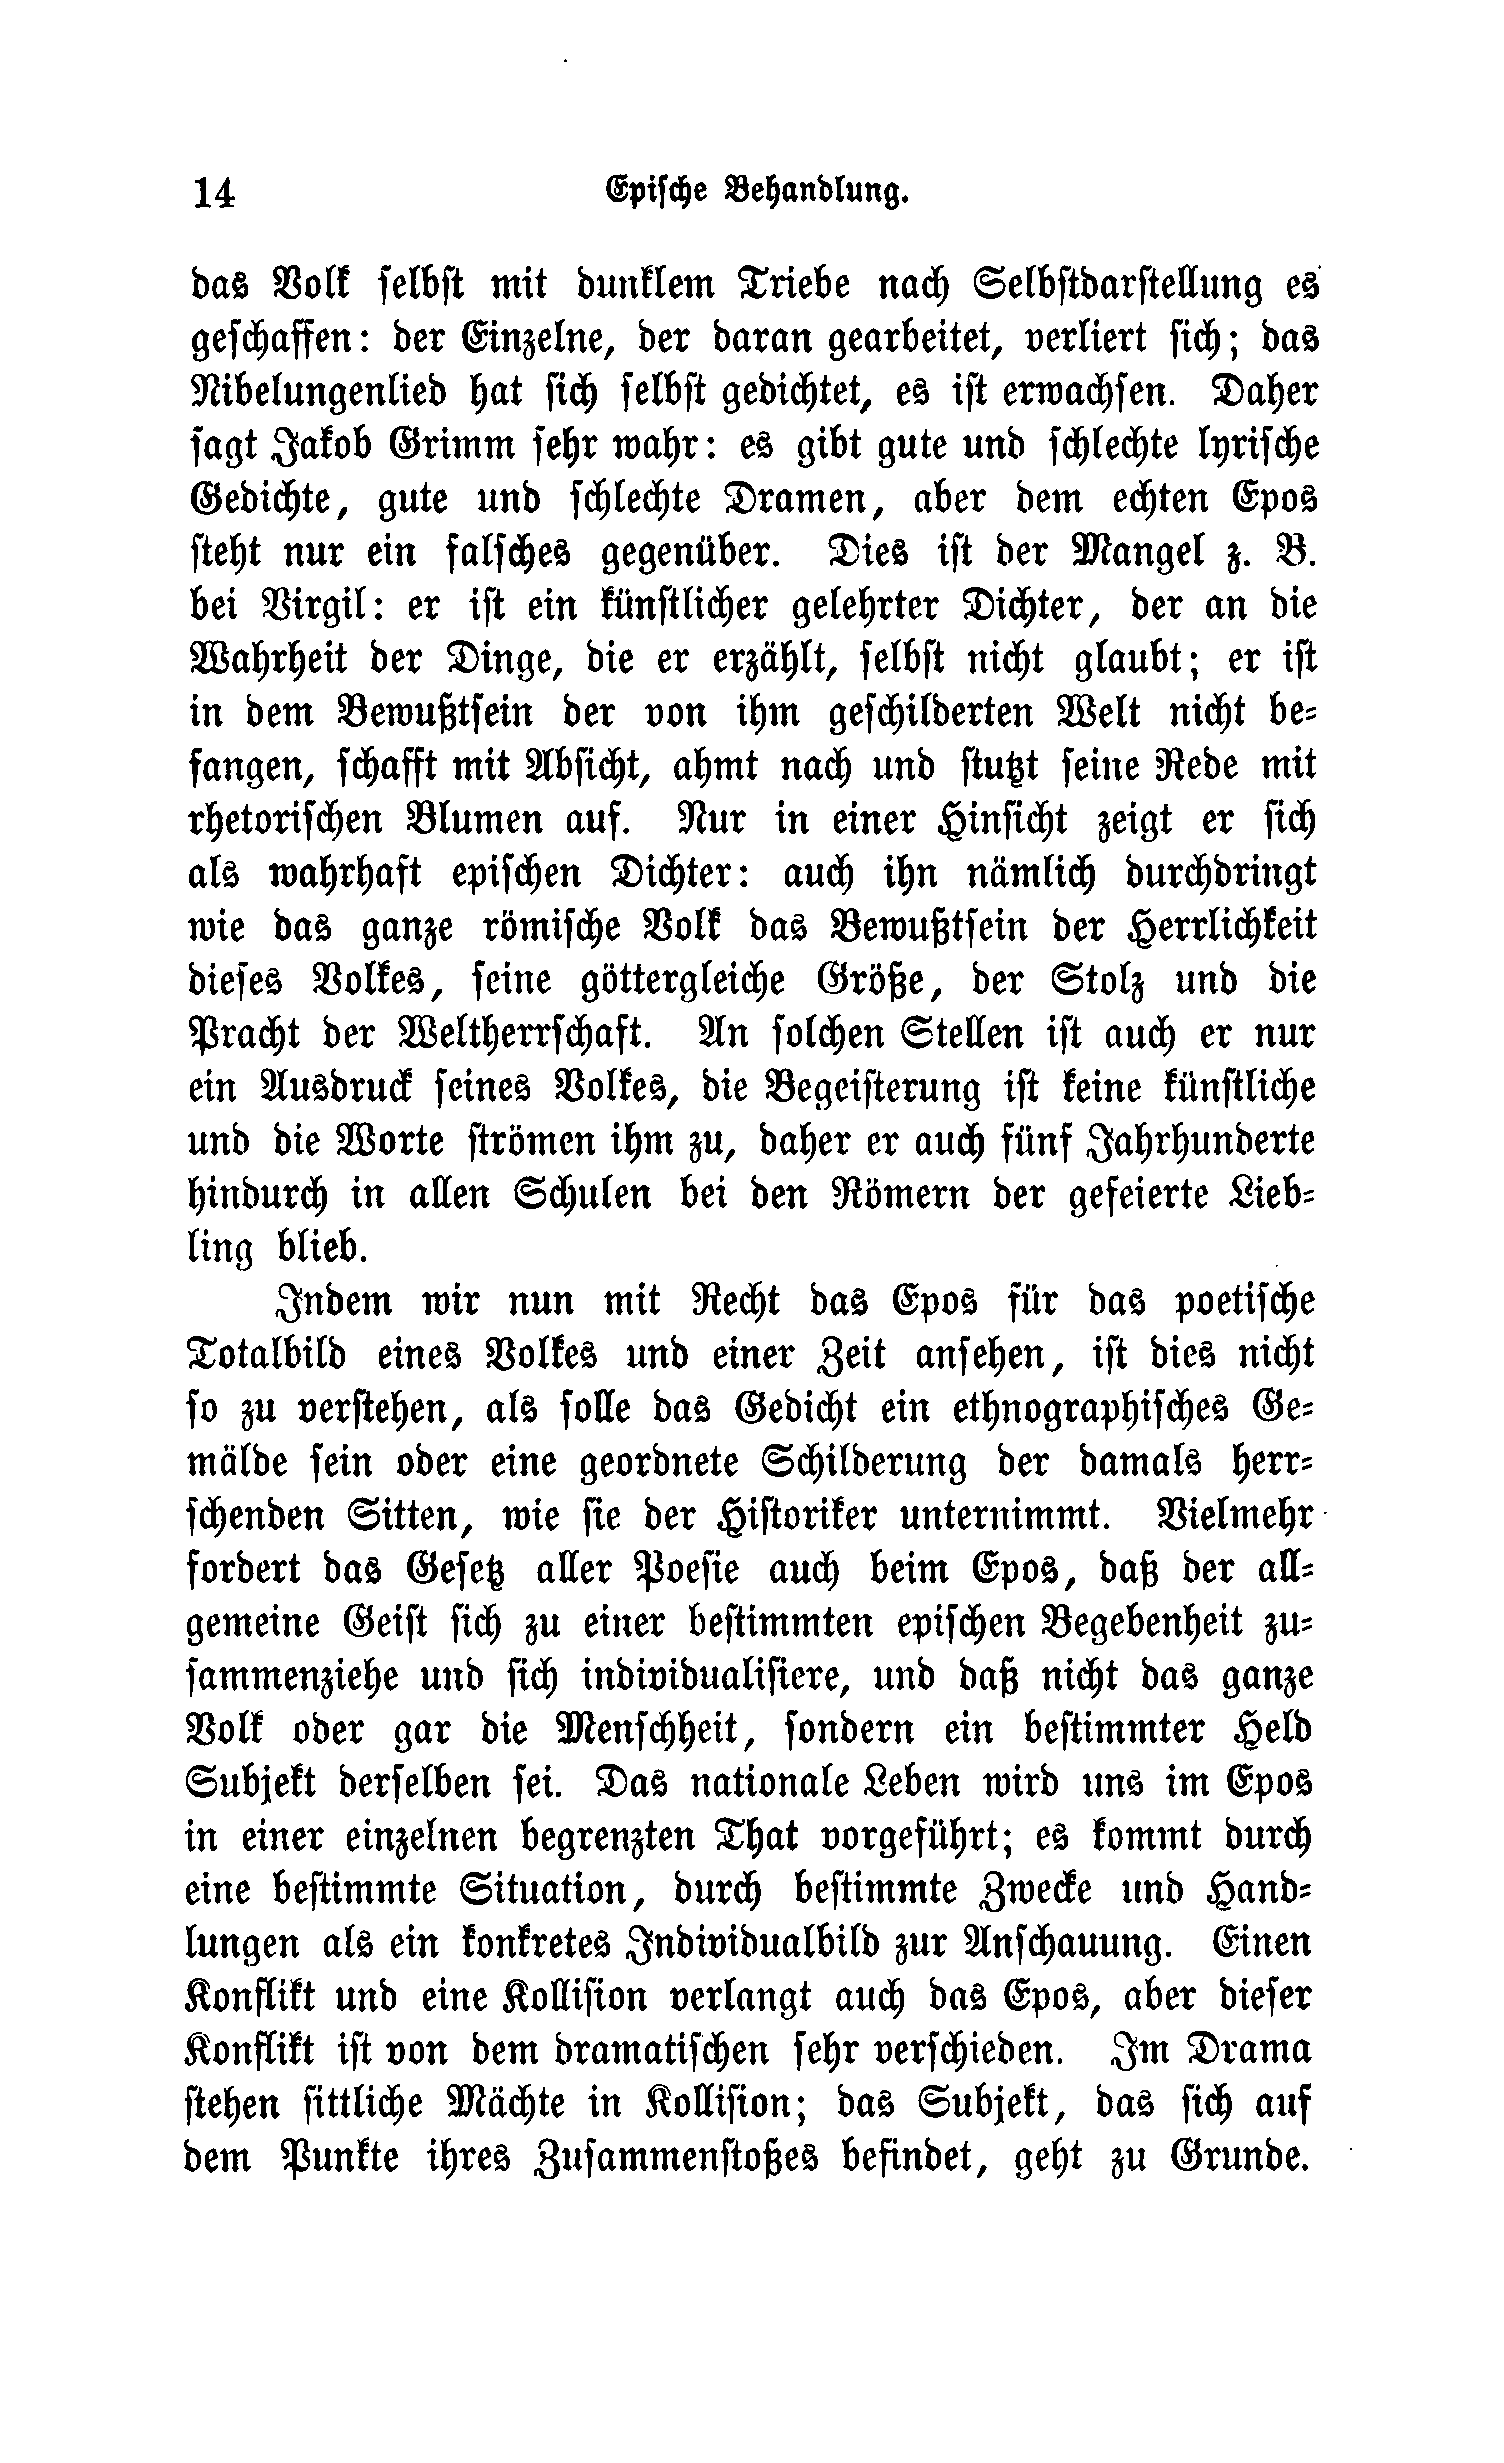 14 Epiſche Behandlung.
das Volk ſelbſt mit dunklem Triebe nach Selbſtdarſtellung es
geſchaffen: der Einzelne, der daran gearbeitet, verliert ſich; das
Nibelungenlied hat ſich ſelbſt gedichtet, es iſt erwachſen. Daher
ſagt Jakob Grimm ſehr wahr: es gibt gute und ſchlechte lyriſche
Gedichte, gute und ſchlechte Dramen, aber dem echten Epos
ſteht nur ein falſches gegenüber. Dies iſt der Mangel z. B.
bei Virgil: er iſt ein künſtlicher gelehrter Dichter, der an die
Wahrheit der Dinge, die er erzählt, ſelbſt nicht glaubt; er iſt
in dem Bewußtſein der von ihm geſchilderten Welt nicht be-
fangen, ſchafft mit Abſicht, ahmt nach und ſtutzt ſeine Rede mit
rhetoriſchen Blumen auf. Nur in einer Hinſicht zeigt er ſich
als wahrhaft epiſchen Dichter: auch ihn nämlich durchdringt
wie das ganze römiſche Volk das Bewußtſein der Herrlichkeit
dieſes Volkes, ſeine göttergleiche Größe, der Stolz und die
Pracht der Weltherrſchaft. An ſolchen Stellen iſt auch er nur
ein Ausdruck ſeines Volkes, die Begeiſterung iſt keine künſtliche
und die Worte ſtrömen ihm zu, daher er auch fünf Jahrhunderte
hindurch in allen Schulen bei den Römern der gefeierte Lieb-
ling blieb.
Indem wir nun mit Recht das Epos für das poetiſche
Totalbild eines Volkes und einer Zeit anſehen, iſt dies nicht
ſo zu verſtehen, als ſolle das Gedicht ein ethnographiſches Ge-
mälde ſein oder eine geordnete Schilderung der damals herr-
ſchenden Sitten, wie ſie der Hiſtoriker unternimmt. Vielmehr
fordert das Geſetz aller Poeſie auch beim Epos, daß der all-
gemeine Geiſt ſich zu einer beſtimmten epiſchen Begebenheit zu-
ſammenziehe und ſich individualiſiere, und daß nicht das ganze
Volk oder gar die Menſchheit, ſondern ein beſtimmter Held
Subjekt derſelben ſei. Das nationale Leben wird uns im Epos
in einer einzelnen begrenzten That vorgeführt; es kommt durch
eine beſtimmte Situation, durch beſtimmte Zwecke und Hand-
lungen als ein konkretes Individualbild zur Anſchauung. Einen
Konflikt und eine Kolliſion verlangt auch das Epos, aber dieſer
Konflikt iſt von dem dramatiſchen ſehr verſchieden. Im Drama
ſtehen ſittliche Mächte in Kolliſion; das Subjekt, das ſich auf
dem Punkte ihres Zuſammenſtoßes befindet, geht zu Grunde.